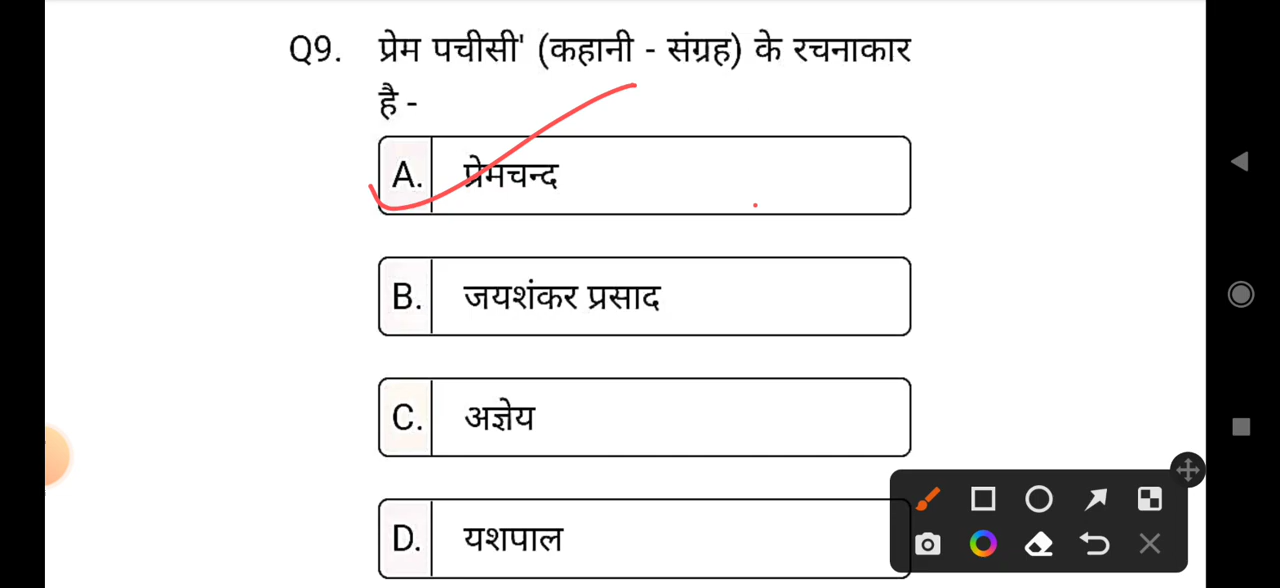 Q9. प्रेम पचीसी' (कहानी - संग्रह) के रचनाकार
है -
A. प्रेमचन्द
B. जयशंकर प्रसाद
C. अज्ञेय
D. यशपाल